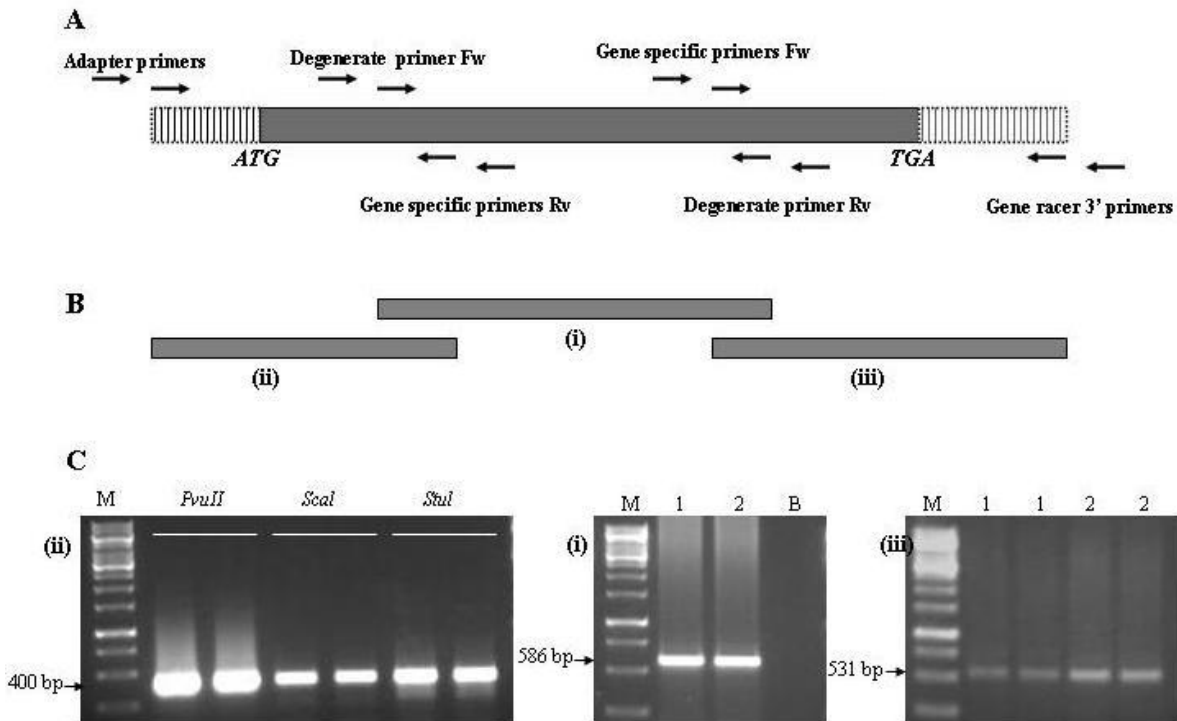 A
Adapter primers
Degenerate primer Fw
Gene specific primers Fw
ATG
TGA
Gene specific primers Rv
Degenerate primer Rv
Gene racer 3' primers
B
(i)
(ii)
(iii)
C
M PvuII ScaI StuI
(ii)
400 bp
M 1 2 B
(i)
586 bp
M 1 1 2 2
(iii)
531 bp